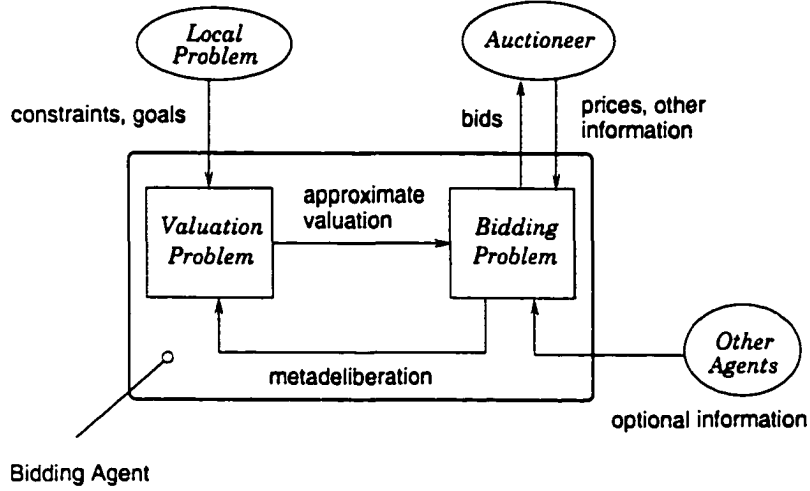 Local
Problem
Auctioneer
constraints, goals
bids
prices, other
information
approximate
valuation
Valuation
Problem
Bidding
Problem
metadeliberation
Other
Agents
optional information
Bidding Agent